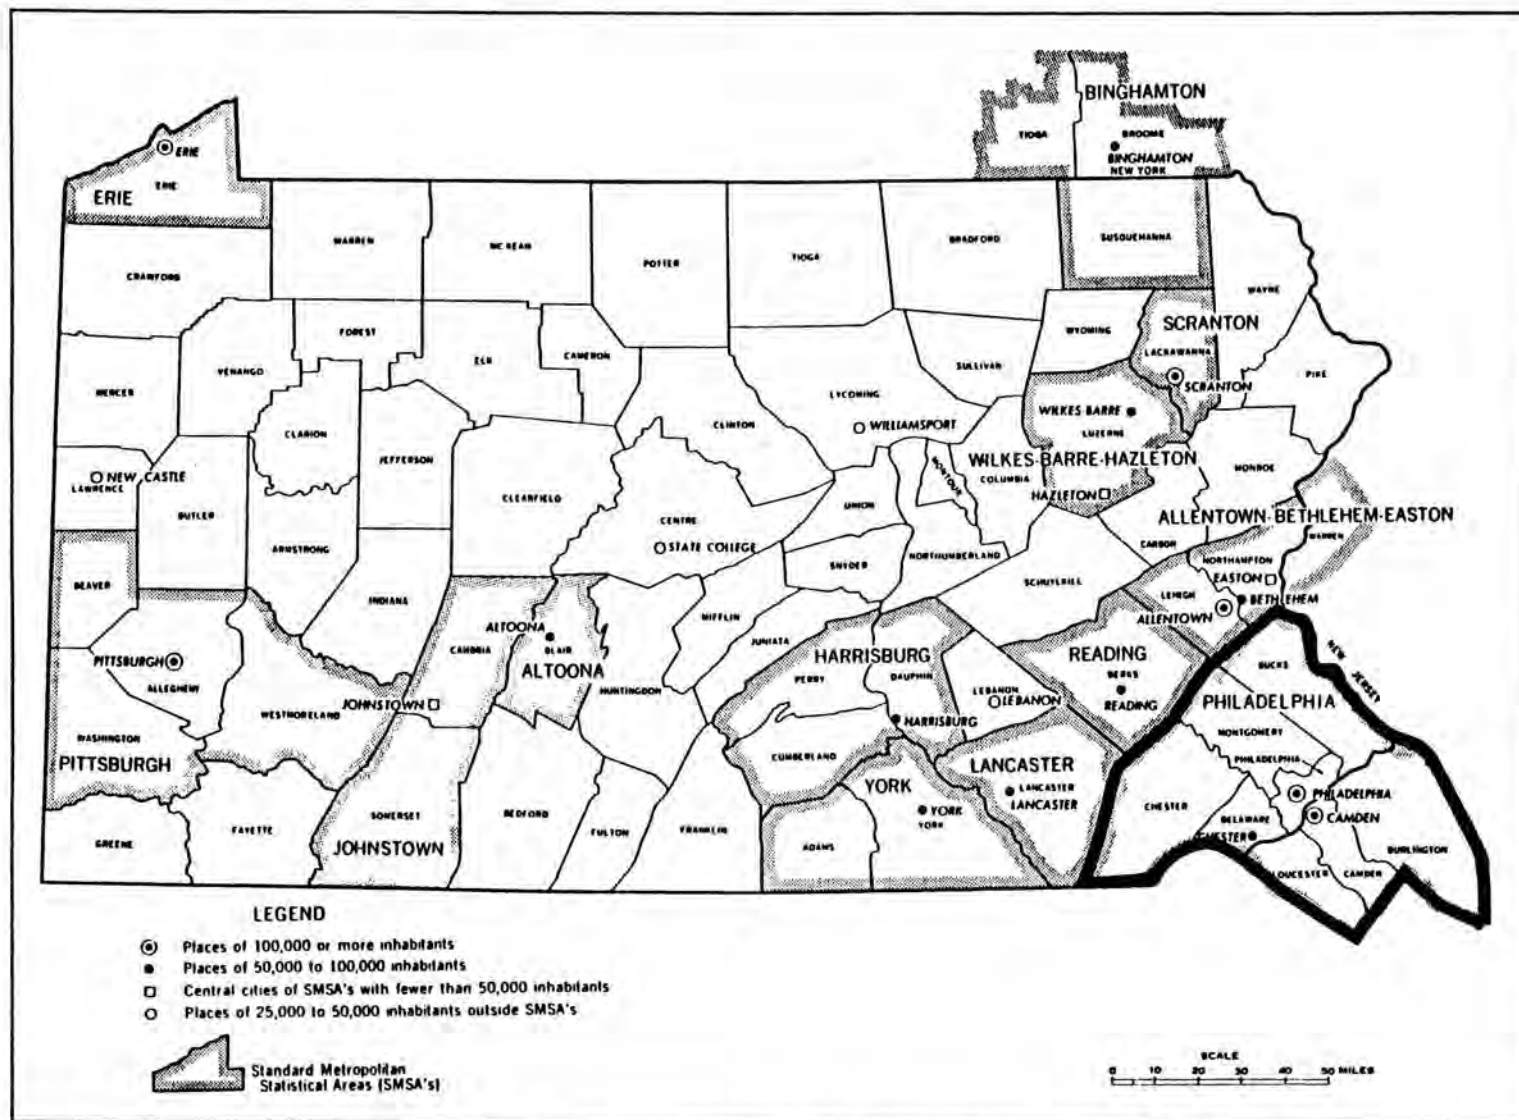 BINGHAMTON
TIOGA
BROOME
BINGHAMTON
NEW YORK
ERIE
ERIE
ERIE
WARREN
MC KEAN
POTTER
TIOGA
BRADFORD
SUSQUEHANNA
CRAWFORD
WAYNE
FOREST
WYOMING
SCRANTON
LACKAWANNA
SCRANTON
VENANGO
ELK
CAMERON
SULLIVAN
PIKE
MERCER
LYCOMING
WILKES-BARRE
LUZERNE
CLARION
JEFFERSON
CLINTON
WILLIAMSPORT
MONTOUR
COLUMBIA
WILKES-BARRE-HAZLETON
HAZLETON
MONROE
NEW CASTLE
LAWRENCE
BUTLER
CLEARFIELD
UNION
ALLENTOWN-BETHLEHEM-EASTON
WARREN
ARMSTRONG
CENTRE
STATE COLLEGE
SNYDER
NORTHUMBERLAND
CARBON
NORTHAMPTON
EASTON
BEAVER
INDIANA
SCHUYLKILL
LEHIGH
BETHLEHEM
ALLENTOWN
MIFFLIN
JUNIATA
ALTOONA
BLAIR
ALTOONA
CAMBRIA
PITTSBURGH
ALLEGHENY
HARRISBURG
PERRY
DAUPHIN
READING
BERKS
READING
NEW JERSEY
BUCKS
HUNTINGDON
LEBANON
LEBANON
PHILADELPHIA
JOHNSTOWN
WESTMORELAND
HARRISBURG
MONTGOMERY
WASHINGTON
PITTSBURGH
CUMBERLAND
LANCASTER
LANCASTER
LANCASTER
PHILADELPHIA
PHILADELPHIA
YORK
YORK
YORK
CHESTER
DELAWARE
CHESTER
CAMDEN
GREENE
FAYETTE
SOMERSET
JOHNSTOWN
BEDFORD
FULTON
FRANKLIN
ADAMS
GLOUCESTER
CAMDEN
BURLINGTON
LEGEND
Places of 100,000 or more inhabitants
Places of 50,000 to 100,000 inhabitants
Central cities of SMSA's with fewer than 50,000 inhabitants
Places of 25,000 to 50,000 inhabitants outside SMSA's
Standard Metropolitan
Statistical Areas (SMSA's)
SCALE
0 10 20 30 40 50 MILES